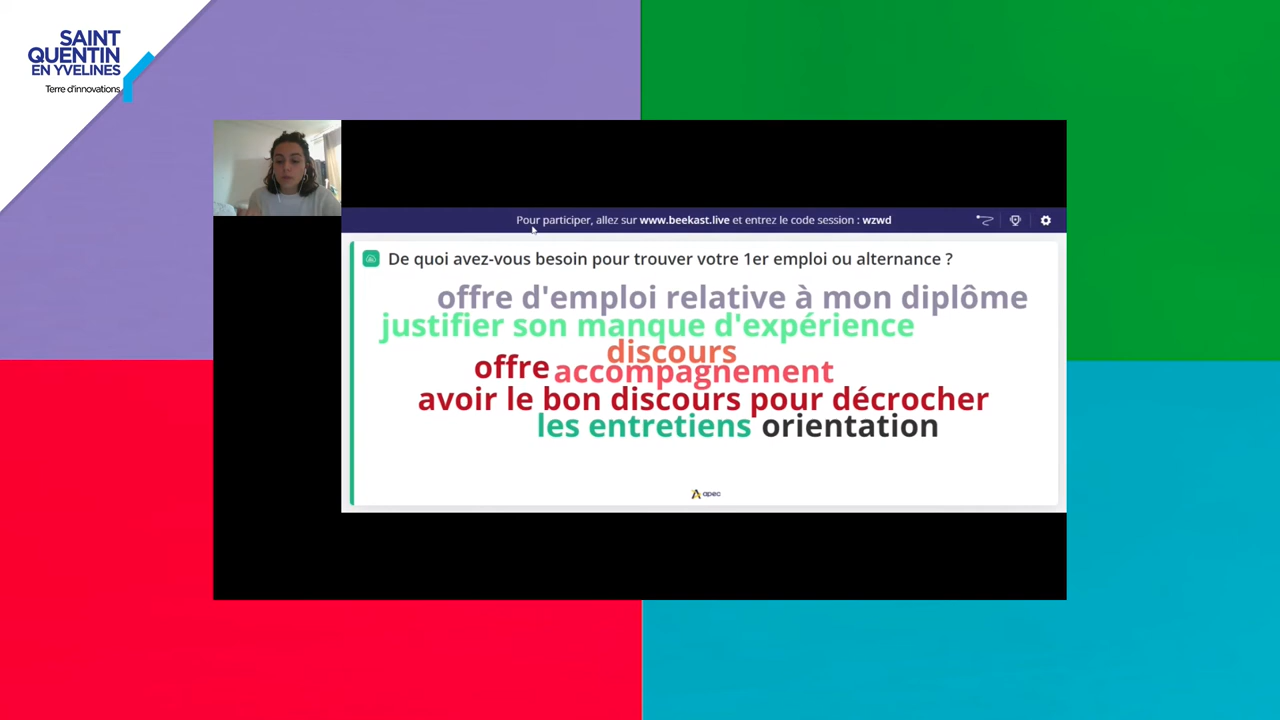 SAINT
QUENTIN
EN YVELINES
Terre d'innovations
Pour participer, allez sur www.beekast.live et entrez le code session : wzwd
De quoi avez-vous besoin pour trouver votre 1er emploi ou alternance ?
offre d'emploi relative à mon diplôme
justifier son manque d'expérience
discours
offre accompagnement
avoir le bon discours pour décrocher
les entretiens orientation
apec